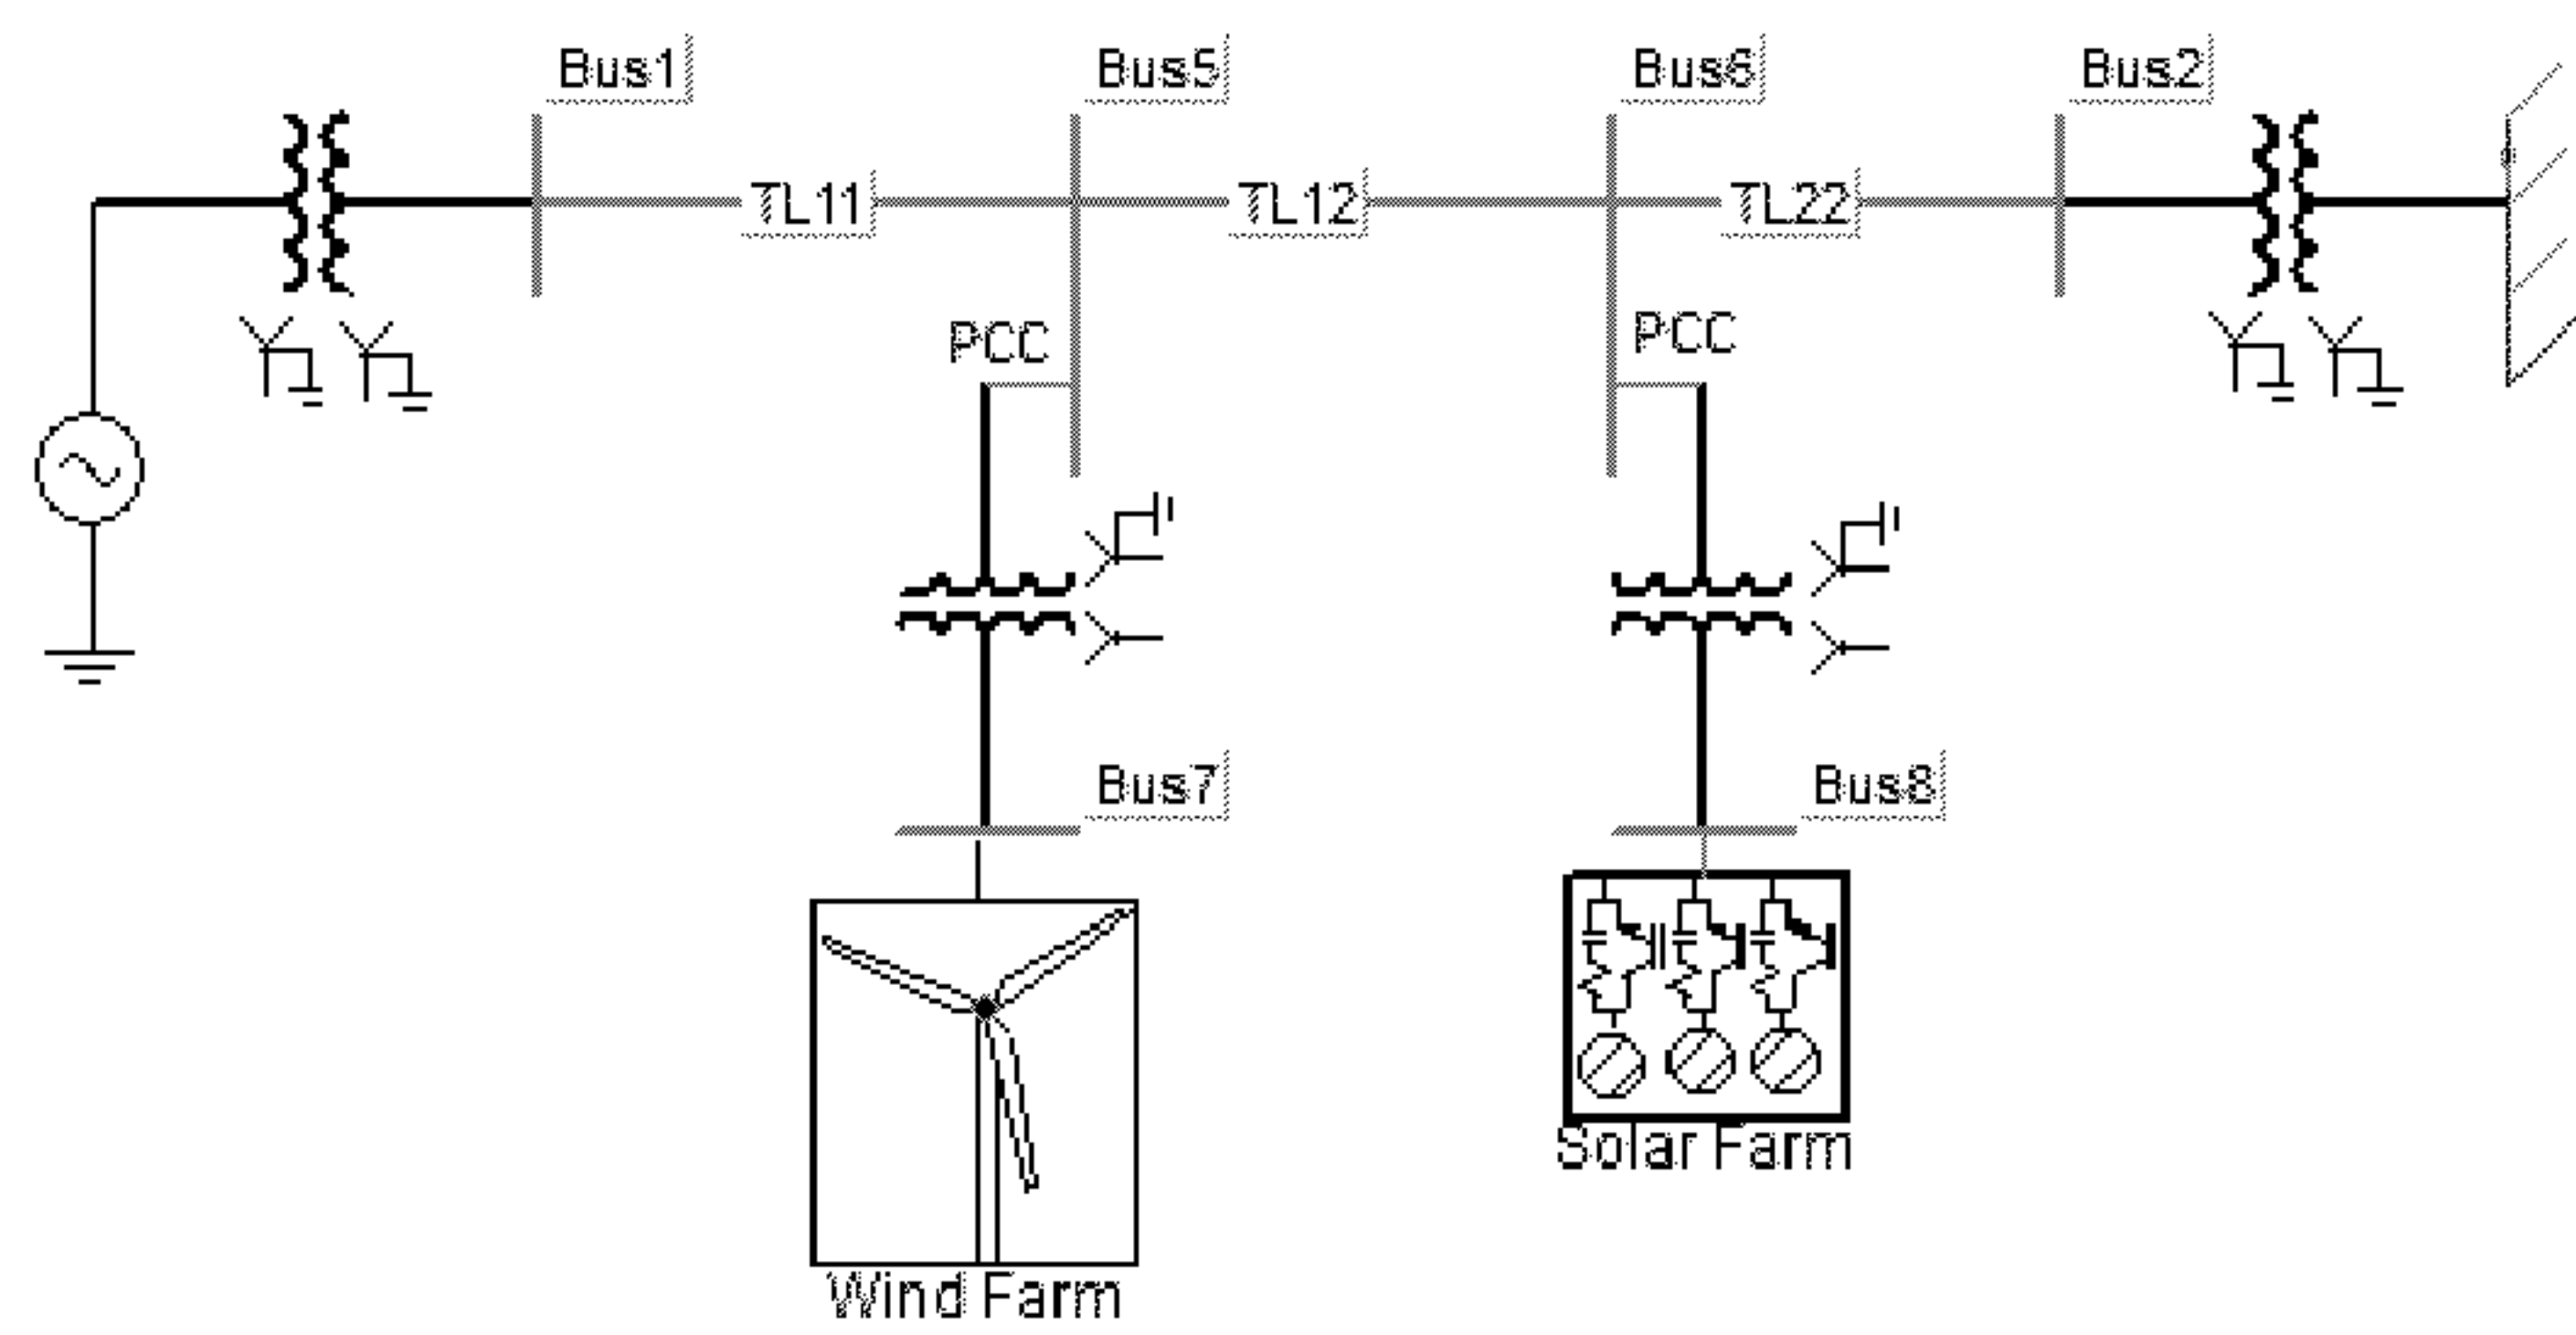 Bus1
Bus5
Bus6
Bus2
TL11
TL12
TL22
PCC
PCC
Bus7
Bus8
Solar Farm
Wind Farm